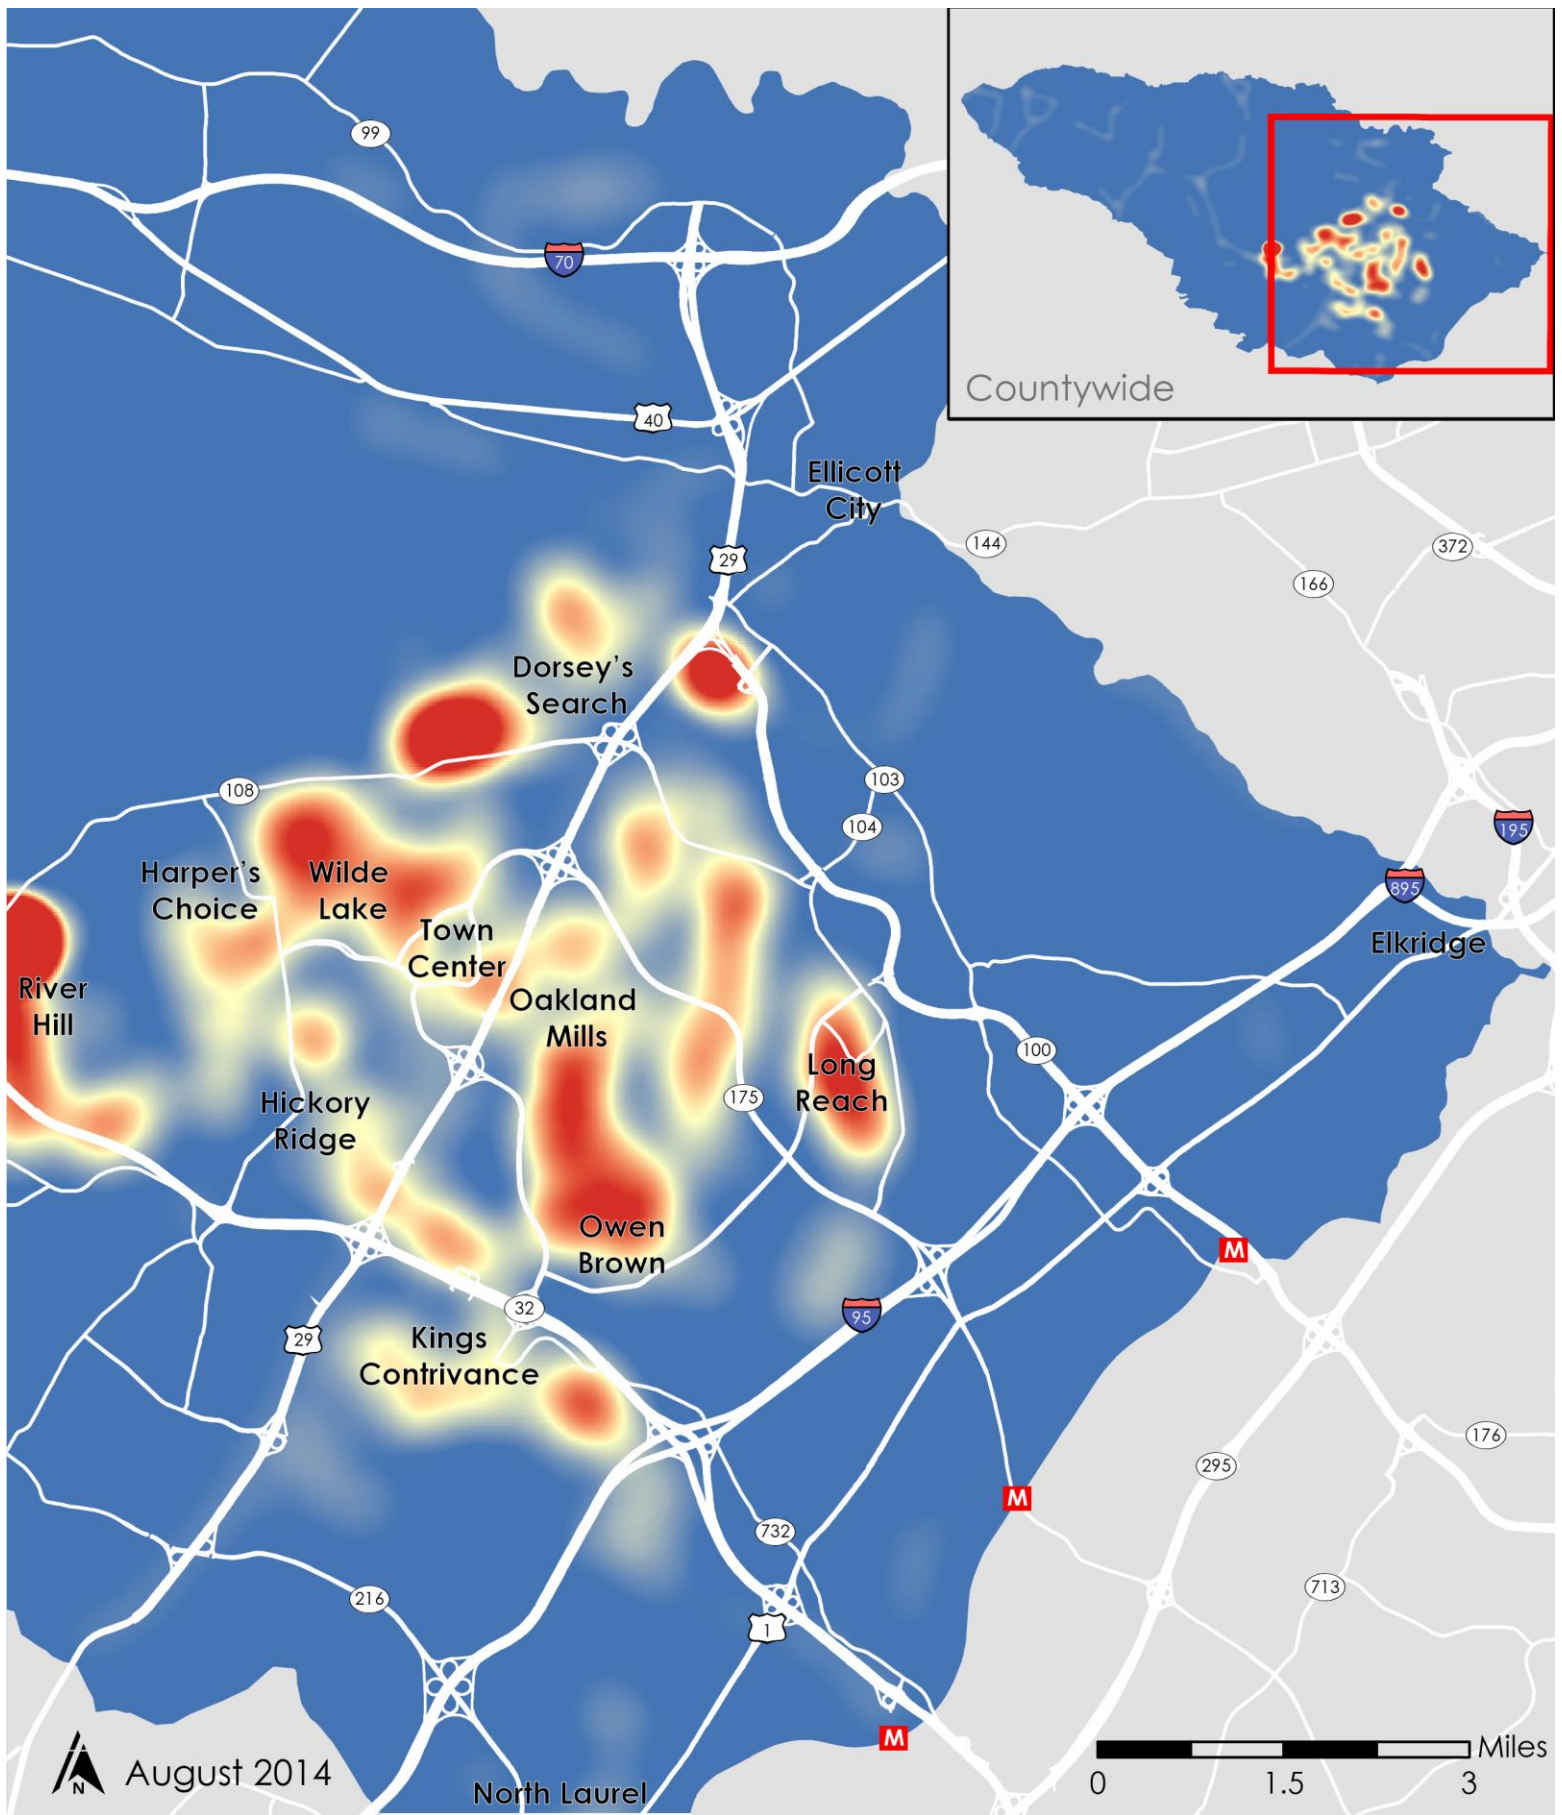 Countywide
99
70
40
Ellicott
City
144
372
166
29
Dorsey's
Search
108
103
104
195
895
Harper's
Choice
Wilde
Lake
Town
Center
Elkridge
River
Hill
Oakland
Mills
100
Long
Reach
175
Hickory
Ridge
Owen
Brown
M
32
95
29
Kings
Contrivance
176
295
M
732
713
216
1
M
Miles
0 1.5 3
N
August 2014
North Laurel